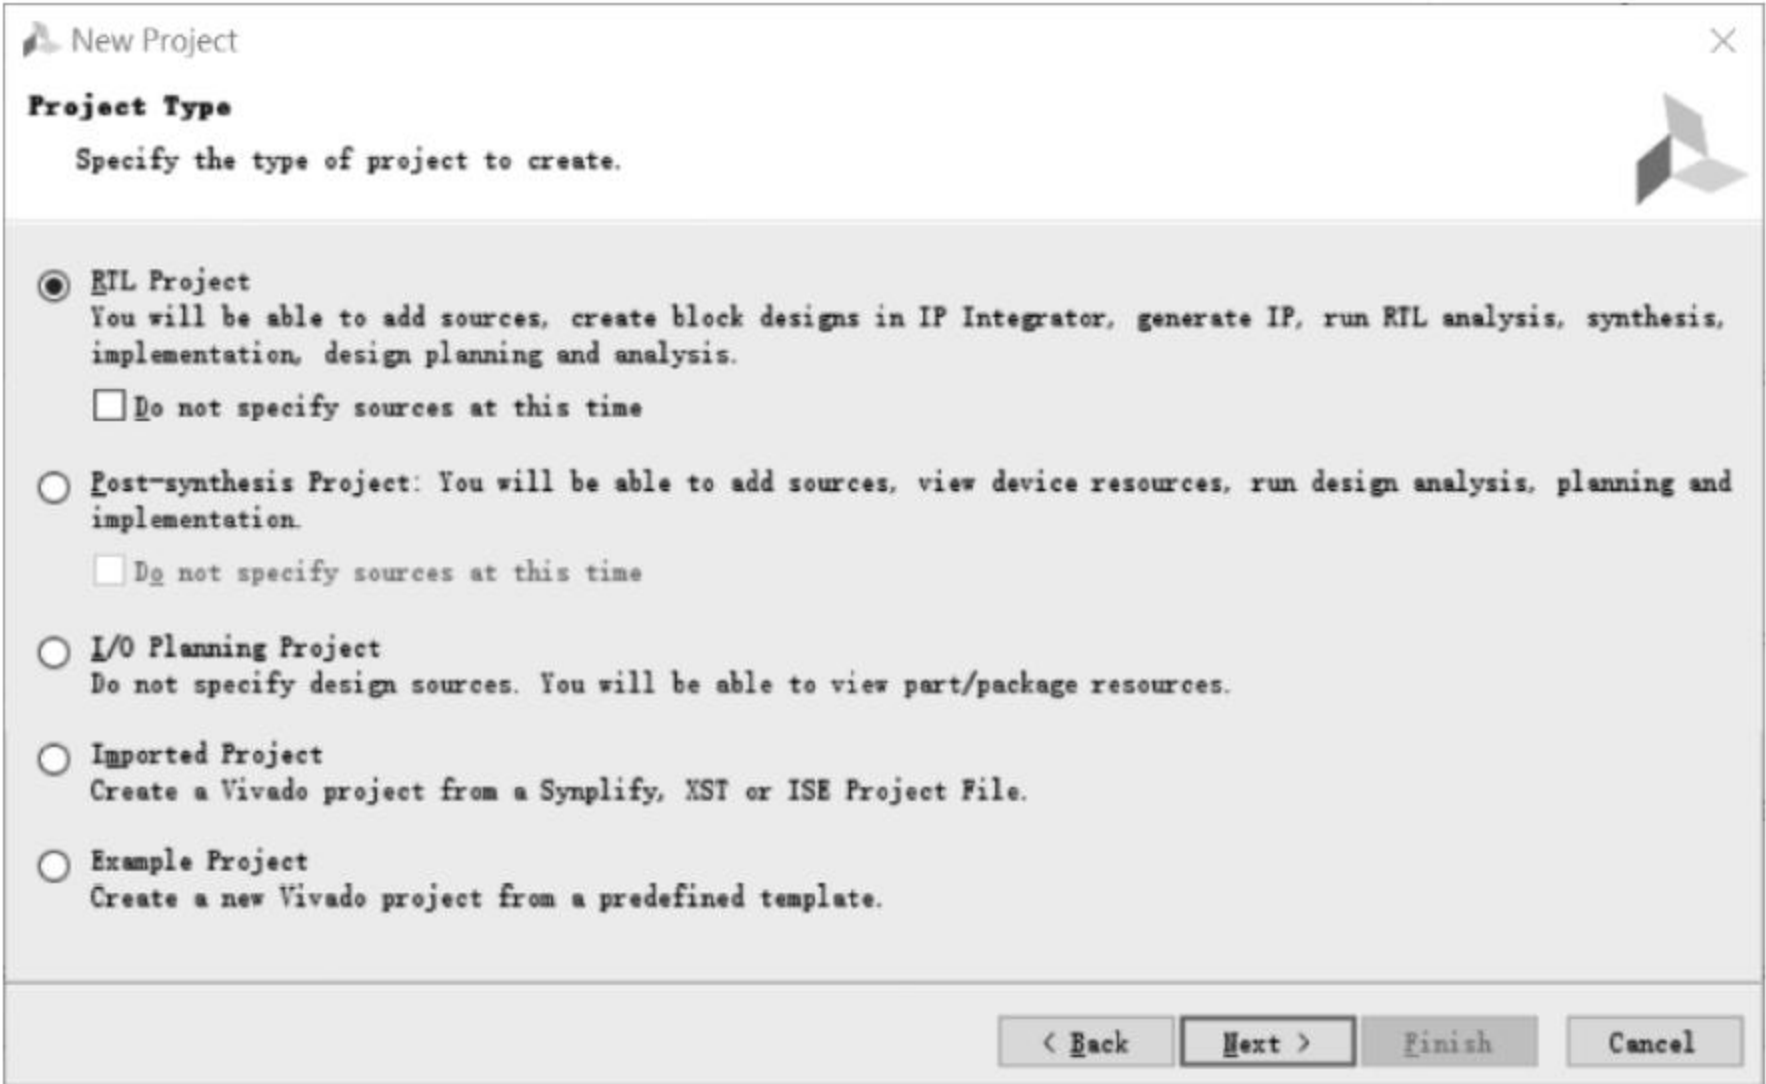 New Project
Project Type
Specify the type of project to create.
RTL Project
You will be able to add sources, create block designs in IP Integrator, generate IP, run RTL analysis, synthesis,
implementation, design planning and analysis.
Do not specify sources at this time
Post-synthesis Project: You will be able to add sources, view device resources, run design analysis, planning and
implementation.
Do not specify sources at this time
I/O Planning Project
Do not specify design sources. You will be able to view part/package resources.
Imported Project
Create a Vivado project from a Synplify, XST or ISE Project File.
Example Project
Create a new Vivado project from a predefined template.
< Back Next > Finish Cancel